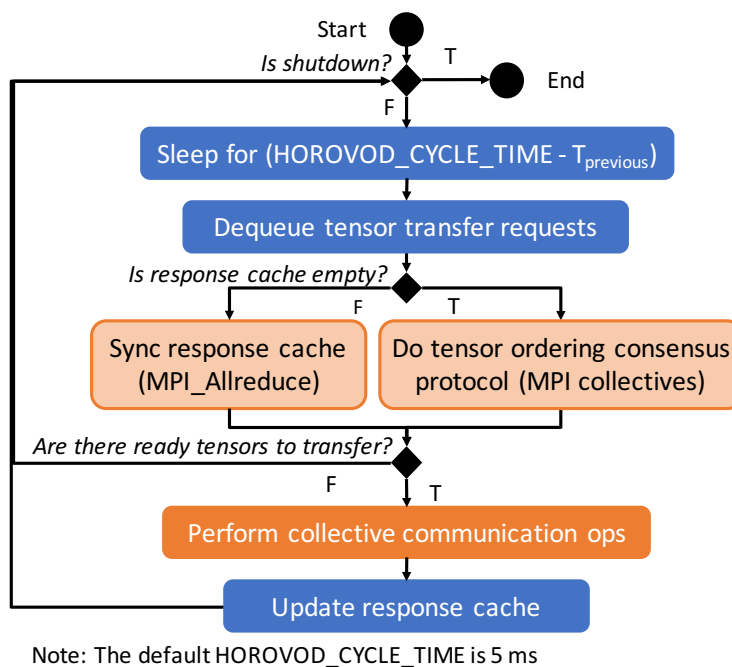 Start
Is shutdown?
T
End
F
Sleep for (HOROVOD_CYCLE_TIME - Tprevious)
Dequeue tensor transfer requests
Is response cache empty?
F
T
Sync response cache
(MPI_Allreduce)
Do tensor ordering consensus
protocol (MPI collectives)
Are there ready tensors to transfer?
F
T
Perform collective communication ops
Update response cache
Note: The default HOROVOD_CYCLE_TIME is 5 ms